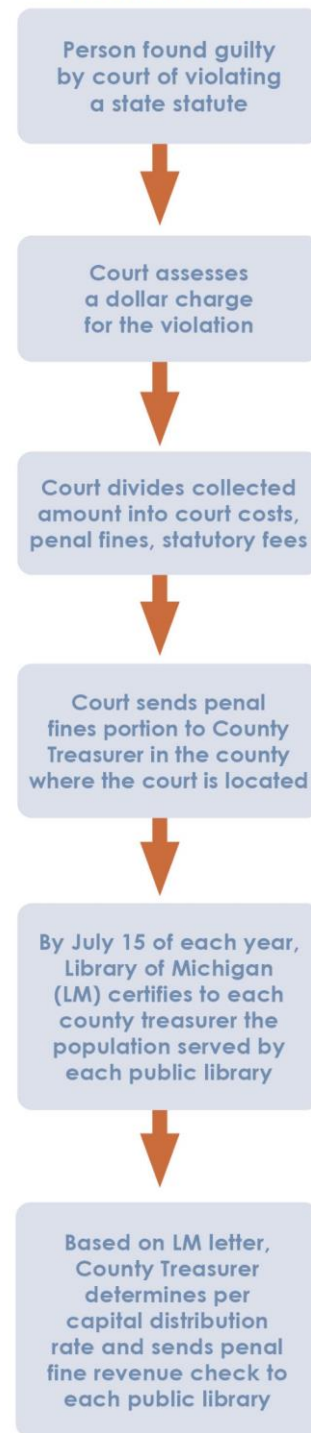 Person found guilty
by court of violating
a state statute
Court assesses
a dollar charge
for the violation
Court divides collected
amount into court costs,
penal fines, statutory fees
Court sends penal
fines portion to County
Treasurer in the county
where the court is located
By July 15 of each year,
Library of Michigan
(LM) certifies to each
county treasurer the
population served by
each public library
Based on LM letter,
County Treasurer
determines per
capital distribution
rate and sends penal
fine revenue check to
each public library